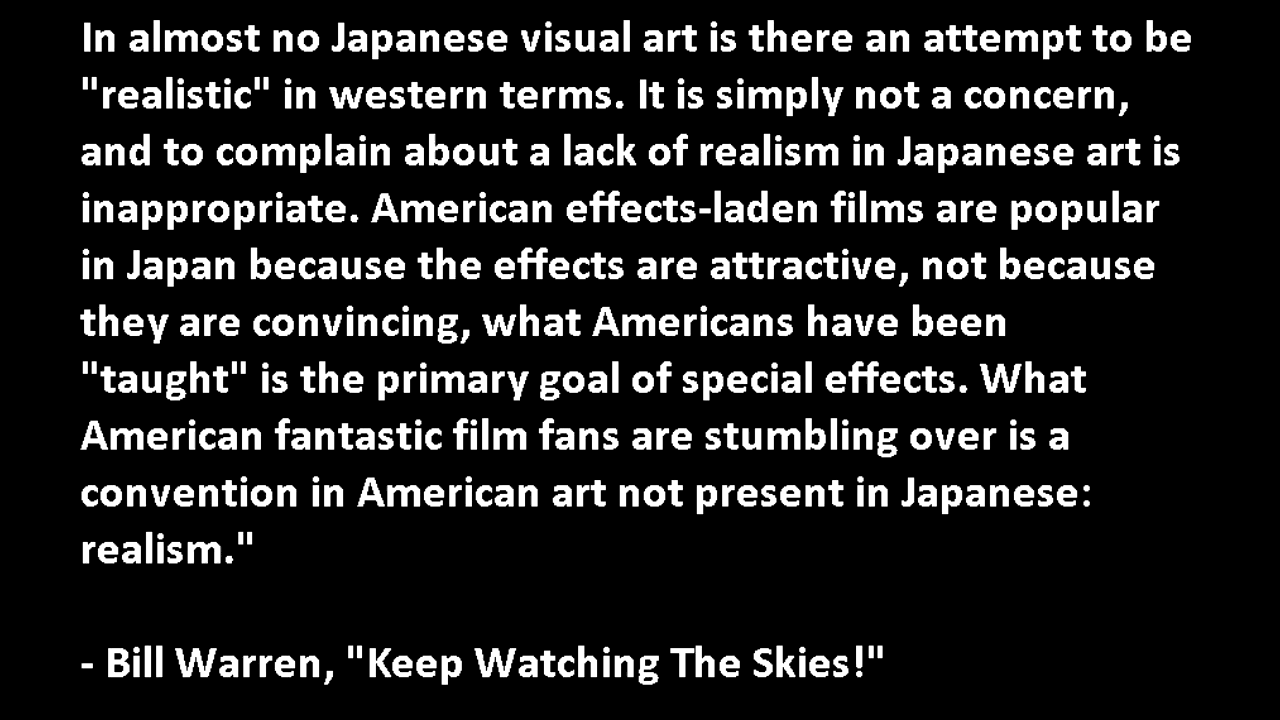 In almost no Japanese visual art is there an attempt to be
"realistic" in western terms. It is simply not a concern,
and to complain about a lack of realism in Japanese art is
inappropriate. American effects-laden films are popular
in Japan because the effects are attractive, not because
they are convincing, what Americans have been
"taught" is the primary goal of special effects. What
American fantastic film fans are stumbling over is a
convention in American art not present in Japanese:
realism."
- Bill Warren, "Keep Watching The Skies!"